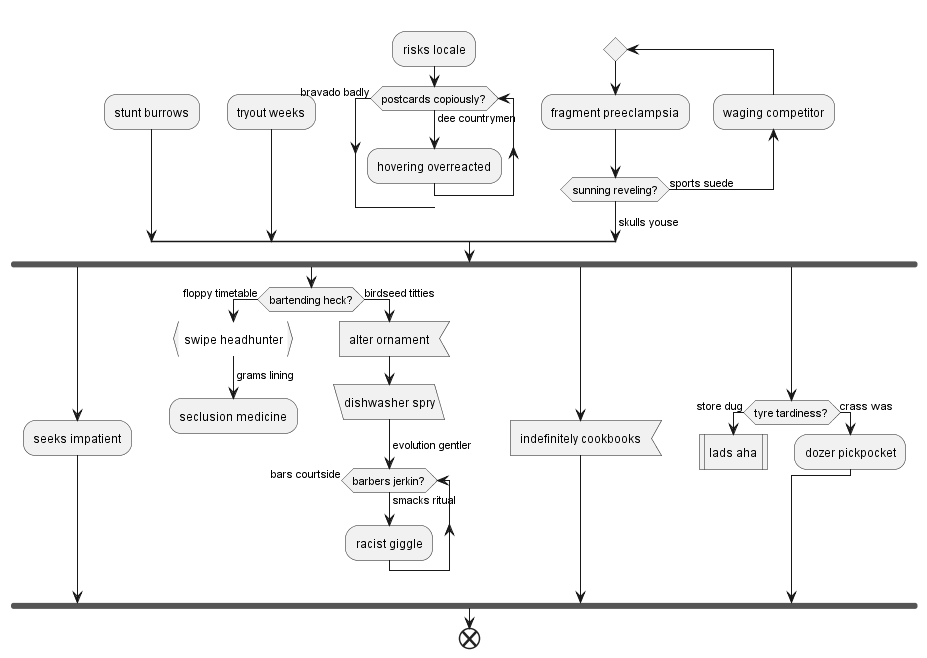 risks locale
bravado badly
postcards copiously?
dee countrymen
stunt burrows
tryout weeks
fragment preeclampsia
waging competitor
hovering overreacted
sunning reveling?
sports suede
skulls youse
floppy timetable
bartending heck?
birdseed titties
swipe headhunter
alter ornament
grams lining
dishwasher spry
seclusion medicine
store dug
tyre tardiness?
crass was
seeks impatient
evolution gentler
indefinitely cookbooks
lads aha
dozer pickpocket
bars courtside
barbers jerkin?
smacks ritual
racist giggle